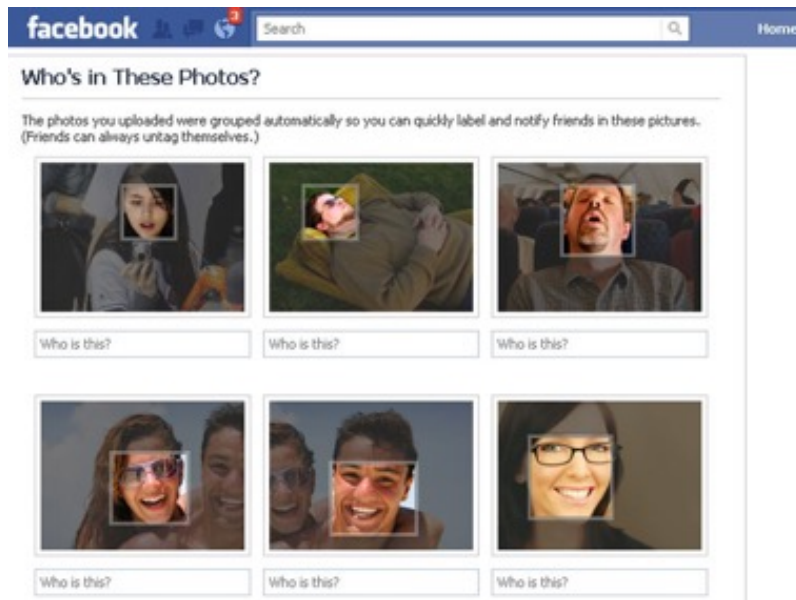 facebook
3
Search
Home
Who's in These Photos?
The photos you uploaded were grouped automatically so you can quickly label and notify friends in these pictures.
(Friends can always untag themselves.)
Who is this?
Who is this?
Who is this?
Who is this?
Who is this?
Who is this?